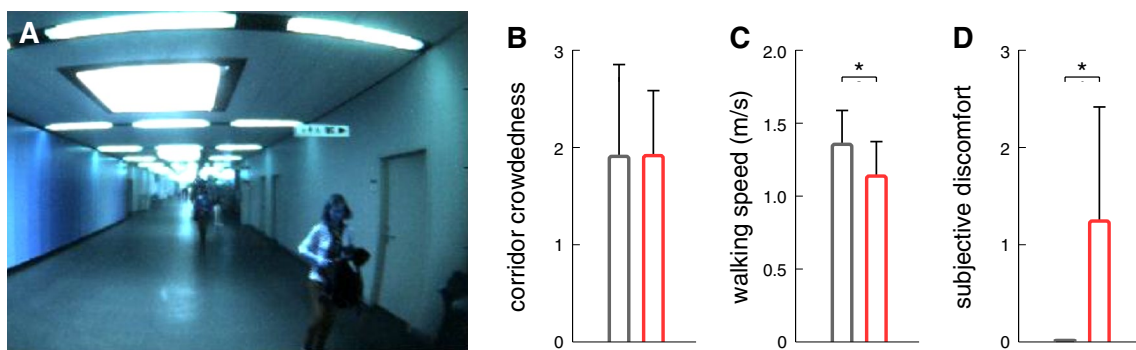 A
B
corridor crowdedness
3
2
1
0
C
walking speed (m/s)
2.0
1.5
1.0
0.5
0
*
D
subjective discomfort
3
2
1
0
*